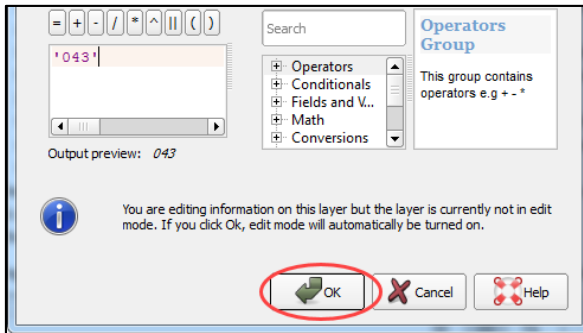 = + - / * ^ || ( )
'043'
Output preview: 043
Search
Operators
Conditionals
Fields and V...
Math
Conversions
Operators
Group
This group contains
operators e.g + - *
You are editing information on this layer but the layer is currently not in edit
mode. If you click Ok, edit mode will automatically be turned on.
OK
Cancel
Help